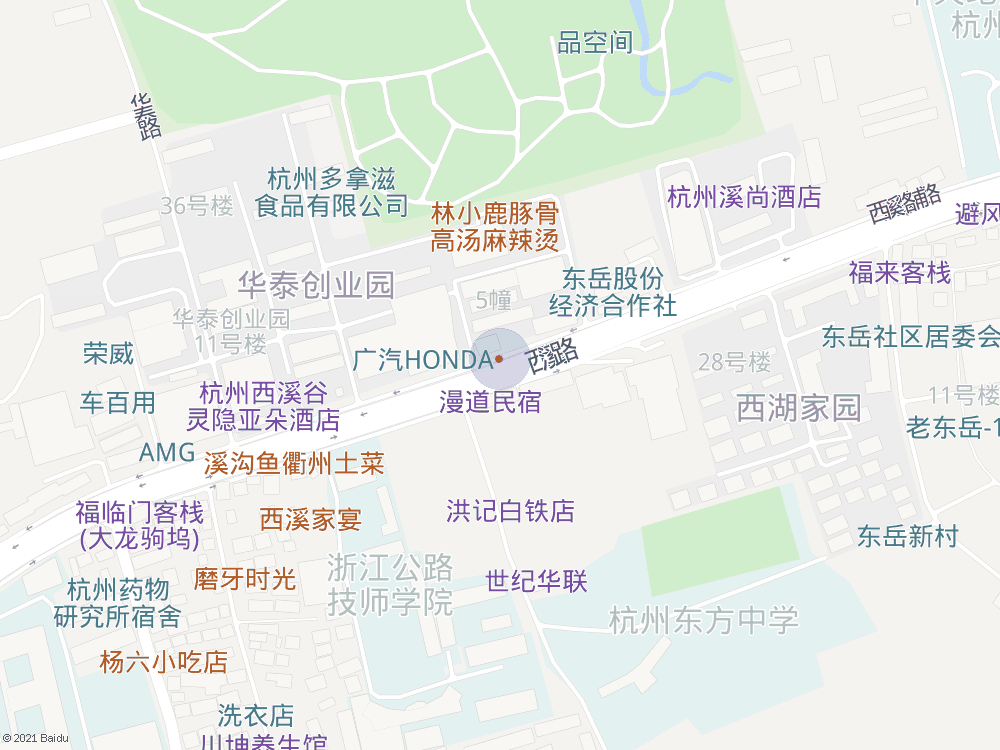 品空间
杭州
华泰路
杭州多拿滋
食品有限公司
36号楼
林小鹿豚骨
高汤麻辣烫
杭州溪尚酒店
西溪路辅路
避风
福来客栈
华泰创业园
5幢
东岳股份
经济合作社
华泰创业园
11号楼
荣威
广汽HONDA
西溪路
28号楼
东岳社区居委会
车百用
杭州西溪谷
灵隐亚朵酒店
漫道民宿
西湖家园
11号楼
老东岳-1
AMG
溪沟鱼衢州土菜
福临门客栈
(大龙驹坞)
西溪家宴
洪记白铁店
东岳新村
浙江公路
技师学院
磨牙时光
世纪华联
杭州药物
研究所宿舍
杭州东方中学
杨六小吃店
洗衣店
川坤养生馆
© 2021 Baidu